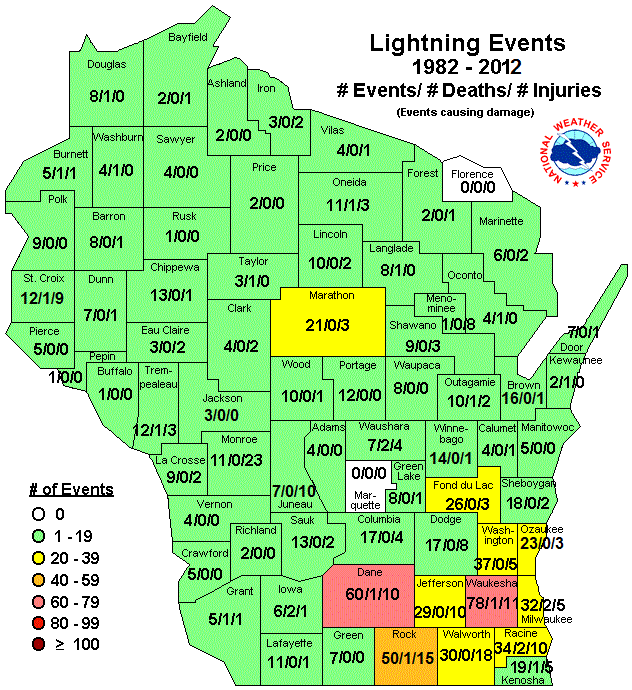 Lightning Events
1982 - 2012
# Events/ # Deaths/ # Injuries
(Events causing damage)
NATIONAL WEATHER SERVICE
Bayfield
2/0/1
Douglas
8/1/0
Ashland
2/0/0
Iron
3/0/2
Vilas
4/0/1
Florence
0/0/0
Burnett
5/1/1
Washburn
4/1/0
Sawyer
4/0/0
Price
2/0/0
Oneida
11/1/3
Forest
2/0/1
Marinette
6/0/2
Polk
9/0/0
Barron
8/0/1
Rusk
1/0/0
Lincoln
10/0/2
Langlade
8/1/0
Oconto
4/1/0
St. Croix
12/1/9
Dunn
7/0/1
Chippewa
13/0/1
Taylor
3/1/0
Marathon
21/0/3
Meno-
minee
1/0/8
Shawano
9/0/3
7/0/1
Door
Pierce
5/0/0
Pepin
1/0/0
Eau Claire
3/0/2
Clark
4/0/2
Buffalo
1/0/0
Trem-
pealeau
12/1/3
Jackson
3/0/0
Wood
10/0/1
Portage
12/0/0
Waupaca
8/0/0
Outagamie
10/1/2
Brown
16/0/1
Kewaunee
2/1/0
La Crosse
9/0/2
Monroe
11/0/23
7/0/10
Juneau
Adams
4/0/0
Waushara
7/2/4
Winne-
bago
14/0/1
Calumet
4/0/1
Manitowoc
5/0/0
0/0/0
Mar-
quette
Green
Lake
8/0/1
Fond du Lac
26/0/3
Sheboygan
18/0/2
Vernon
4/0/0
Crawford
5/0/0
Richland
2/0/0
Sauk
13/0/2
Columbia
17/0/4
Dodge
17/0/8
Wash-
ington
37/0/5
Ozaukee
23/0/3
Grant
5/1/1
Iowa
6/2/1
Dane
60/1/10
Jefferson
29/0/10
Waukesha
78/1/11
32/2/5
Milwaukee
Lafayette
11/0/1
Green
7/0/0
Rock
50/1/15
Walworth
30/0/18
Racine
34/2/10
19/1/5
Kenosha
# of Events
0
1 - 19
20 - 39
40 - 59
60 - 79
80 - 99
≥ 100